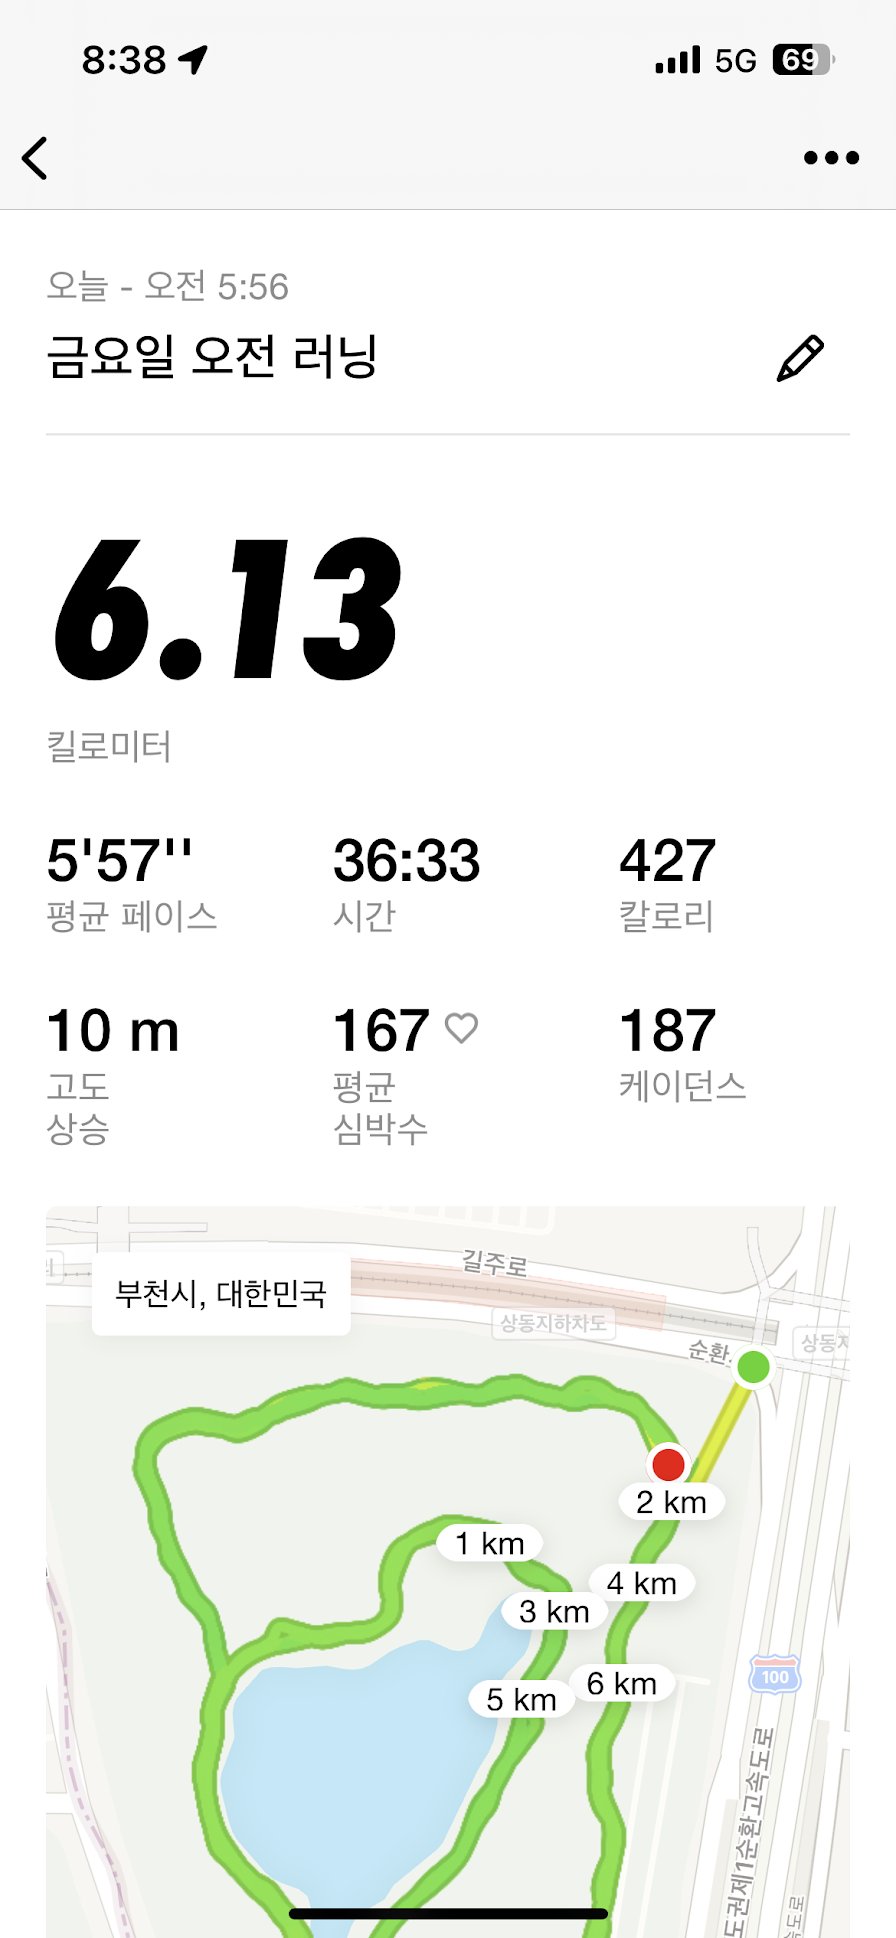 8:38 5G 69
오늘 - 오전 5:56
금요일 오전 러닝
6.13
킬로미터
5'57'' 36:33 427
평균 페이스 시간 칼로리
10 m 167 187
고도 평균 케이던스
상승 심박수
길주로
부천시, 대한민국
상동지하차도
순환
상동지
2 km
1 km
4 km
3 km
6 km
5 km
100
도권제1순환고속도로
도로